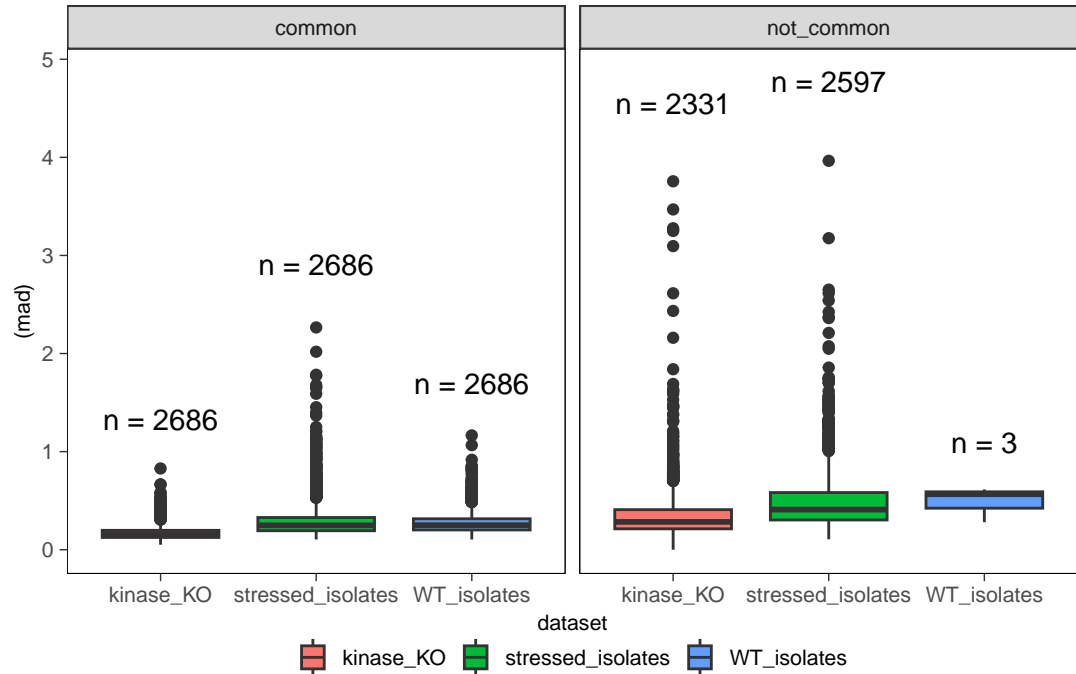 common
not_common
5
4
3
2
1
0
(mad)
n = 2686
n = 2686
n = 2686
n = 2331
n = 2597
n = 3
kinase_KO
stressed_isolates
WT_isolates
kinase_KO
stressed_isolates
WT_isolates
dataset
kinase_KO
stressed_isolates
WT_isolates